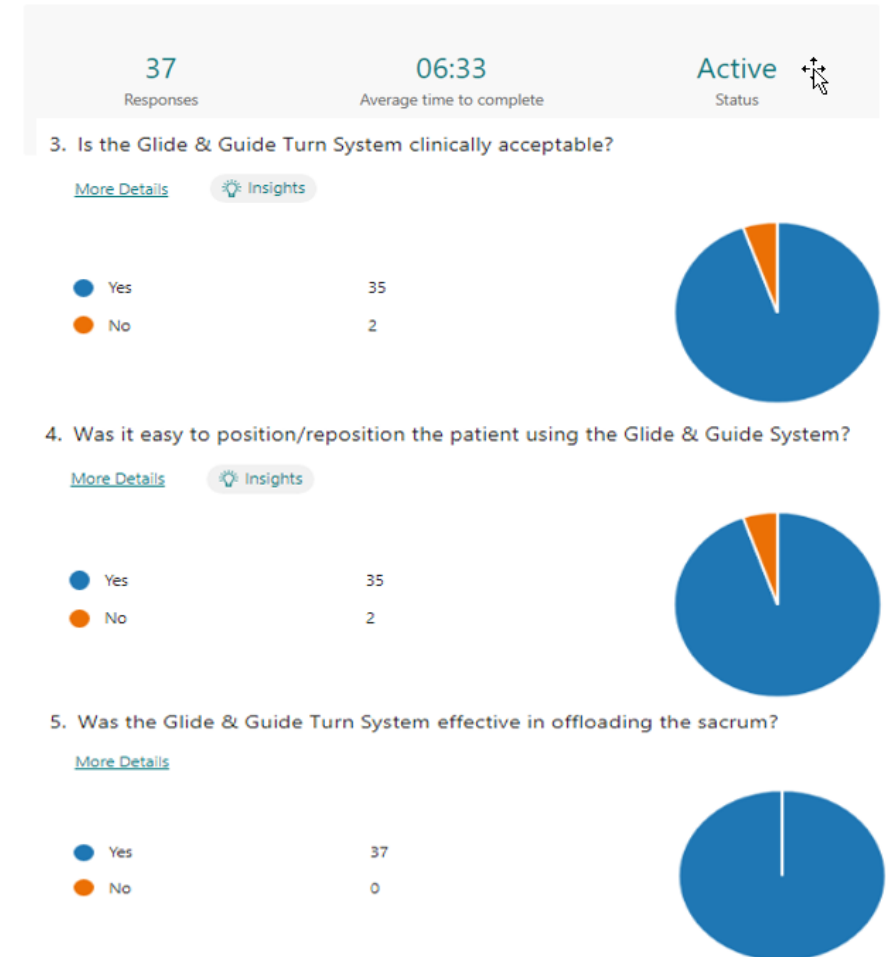 37 06:33 Active
Responses Average time to complete Status
3. Is the Glide & Guide Turn System clinically acceptable?
More Details Insights
Yes 35
No 2
4. Was it easy to position/reposition the patient using the Glide & Guide System?
More Details Insights
Yes 35
No 2
5. Was the Glide & Guide Turn System effective in offloading the sacrum?
More Details
Yes 37
No 0